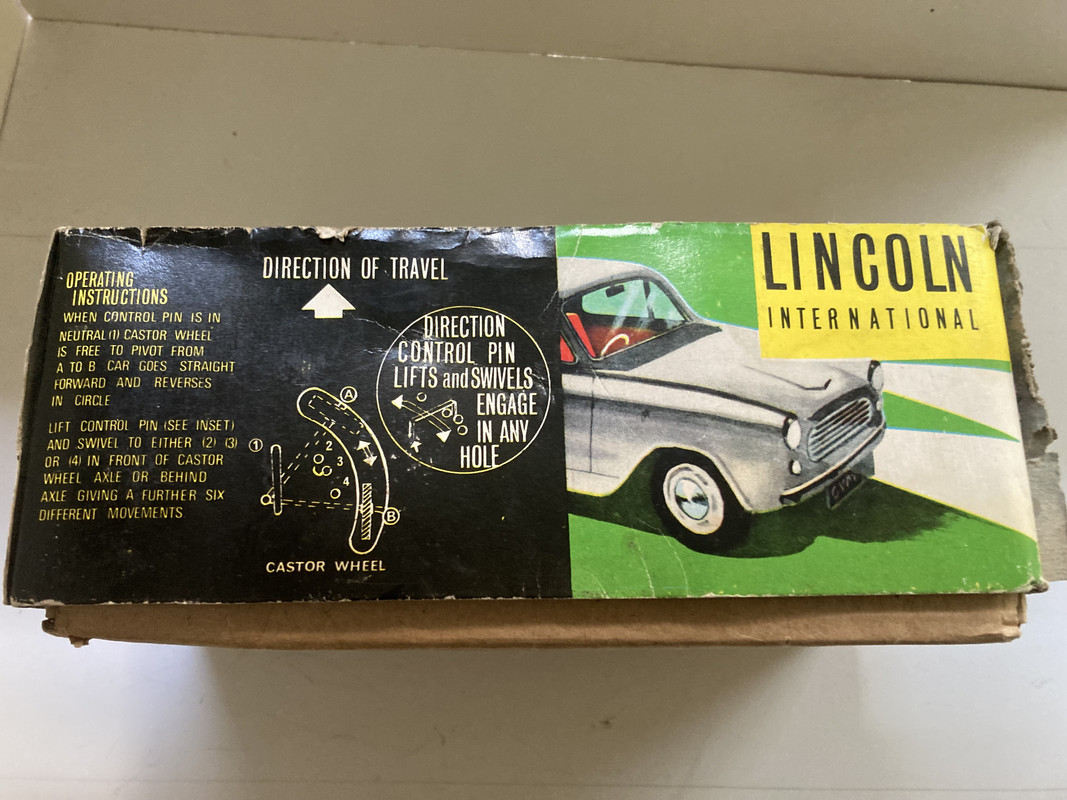 OPERATING
INSTRUCTIONS
WHEN CONTROL PIN IS IN
NEUTRAL (1) CASTOR WHEEL
IS FREE TO PIVOT FROM
A TO B CAR GOES STRAIGHT
FORWARD AND REVERSES
IN CIRCLE
LIFT CONTROL PIN (SEE INSET)
AND SWIVEL TO EITHER (2) (3)
OR (4) IN FRONT OF CASTOR
WHEEL AXLE OR BEHIND
AXLE GIVING A FURTHER SIX
DIFFERENT MOVEMENTS
DIRECTION OF TRAVEL
DIRECTION
CONTROL PIN
LIFTS and SWIVELS
ENGAGE
IN ANY
HOLE
A
1
2
3
4
B
CASTOR WHEEL
LINCOLN
INTERNATIONAL